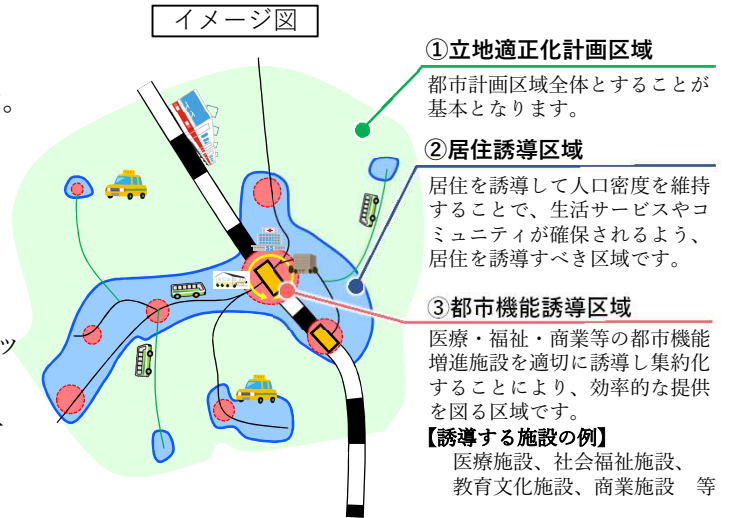 イメージ図
。
ッ
①立地適正化計画区域
都市計画区域全体とすることが
基本となります。
②居住誘導区域
居住を誘導して人口密度を維持
することで、生活サービスやコ
ミュニティが確保されるよう、
居住を誘導すべき区域です。
③都市機能誘導区域
医療・福祉・商業等の都市機能
増進施設を適切に誘導し集約化
することにより、効率的な提供
を図る区域です。
【誘導する施設の例】
医療施設、社会福祉施設、
教育文化施設、商業施設　等